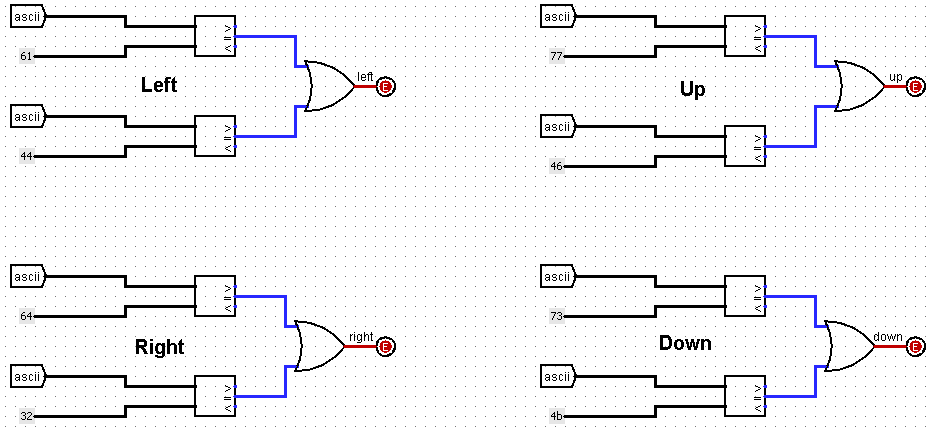 ascii
>
=
<
61
Left
left
E
ascii
>
=
<
44
ascii
>
=
<
77
Up
up
E
ascii
>
=
<
46
ascii
>
=
<
64
Right
right
E
ascii
>
=
<
32
ascii
>
=
<
73
Down
down
E
ascii
>
=
<
4b